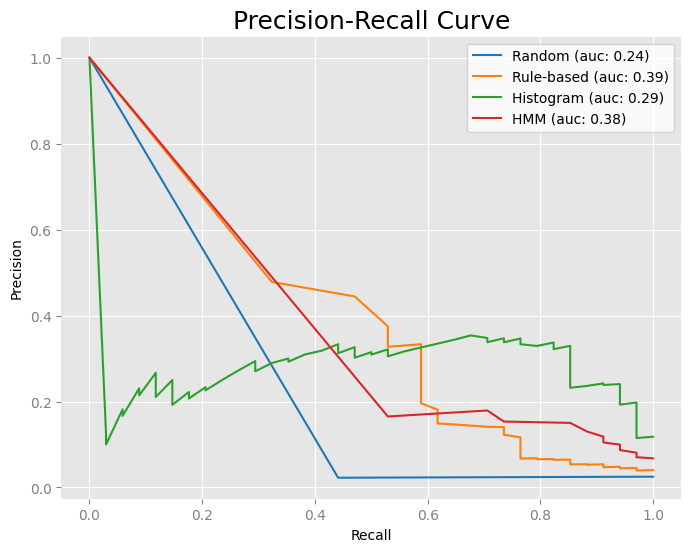 Precision-Recall Curve
Random (auc: 0.24)
Rule-based (auc: 0.39)
Histogram (auc: 0.29)
HMM (auc: 0.38)
Precision
1.0
0.8
0.6
0.4
0.2
0.0
0.0 0.2 0.4 0.6 0.8 1.0
Recall